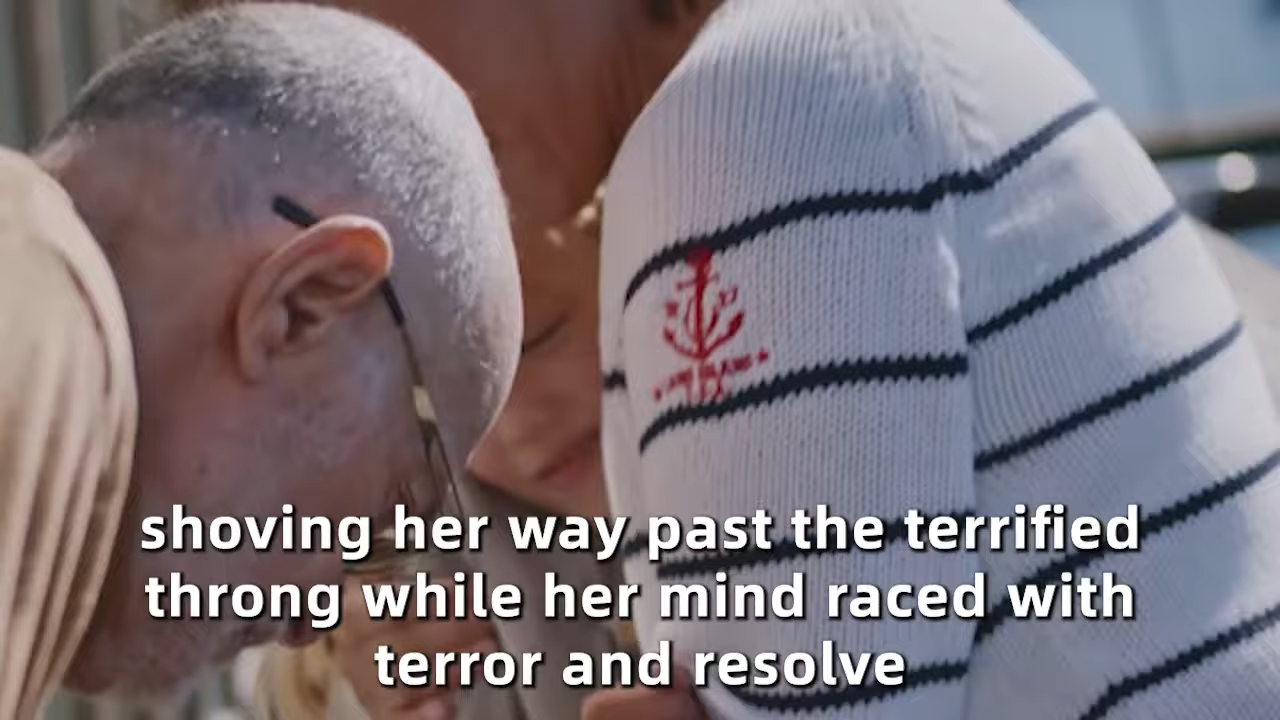 shoving her way past the terrified
throng while her mind raced with
terror and resolve